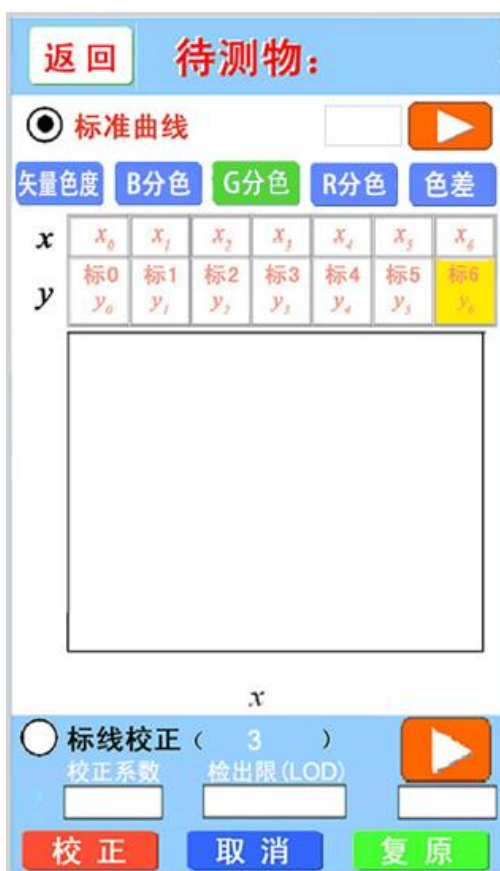 返回 待测物：
标准曲线
矢量色度 B分色 G分色 R分色 色差
x x₀ x₁ x₂ x₃ x₄ x₅ x₆
标0 标1 标2 标3 标4 标5 标6
y y₀ y₁ y₂ y₃ y₄ y₅ y₆
x
标线校正（ 3 ）
校正系数 检出限(LOD)
校正 取消 复原